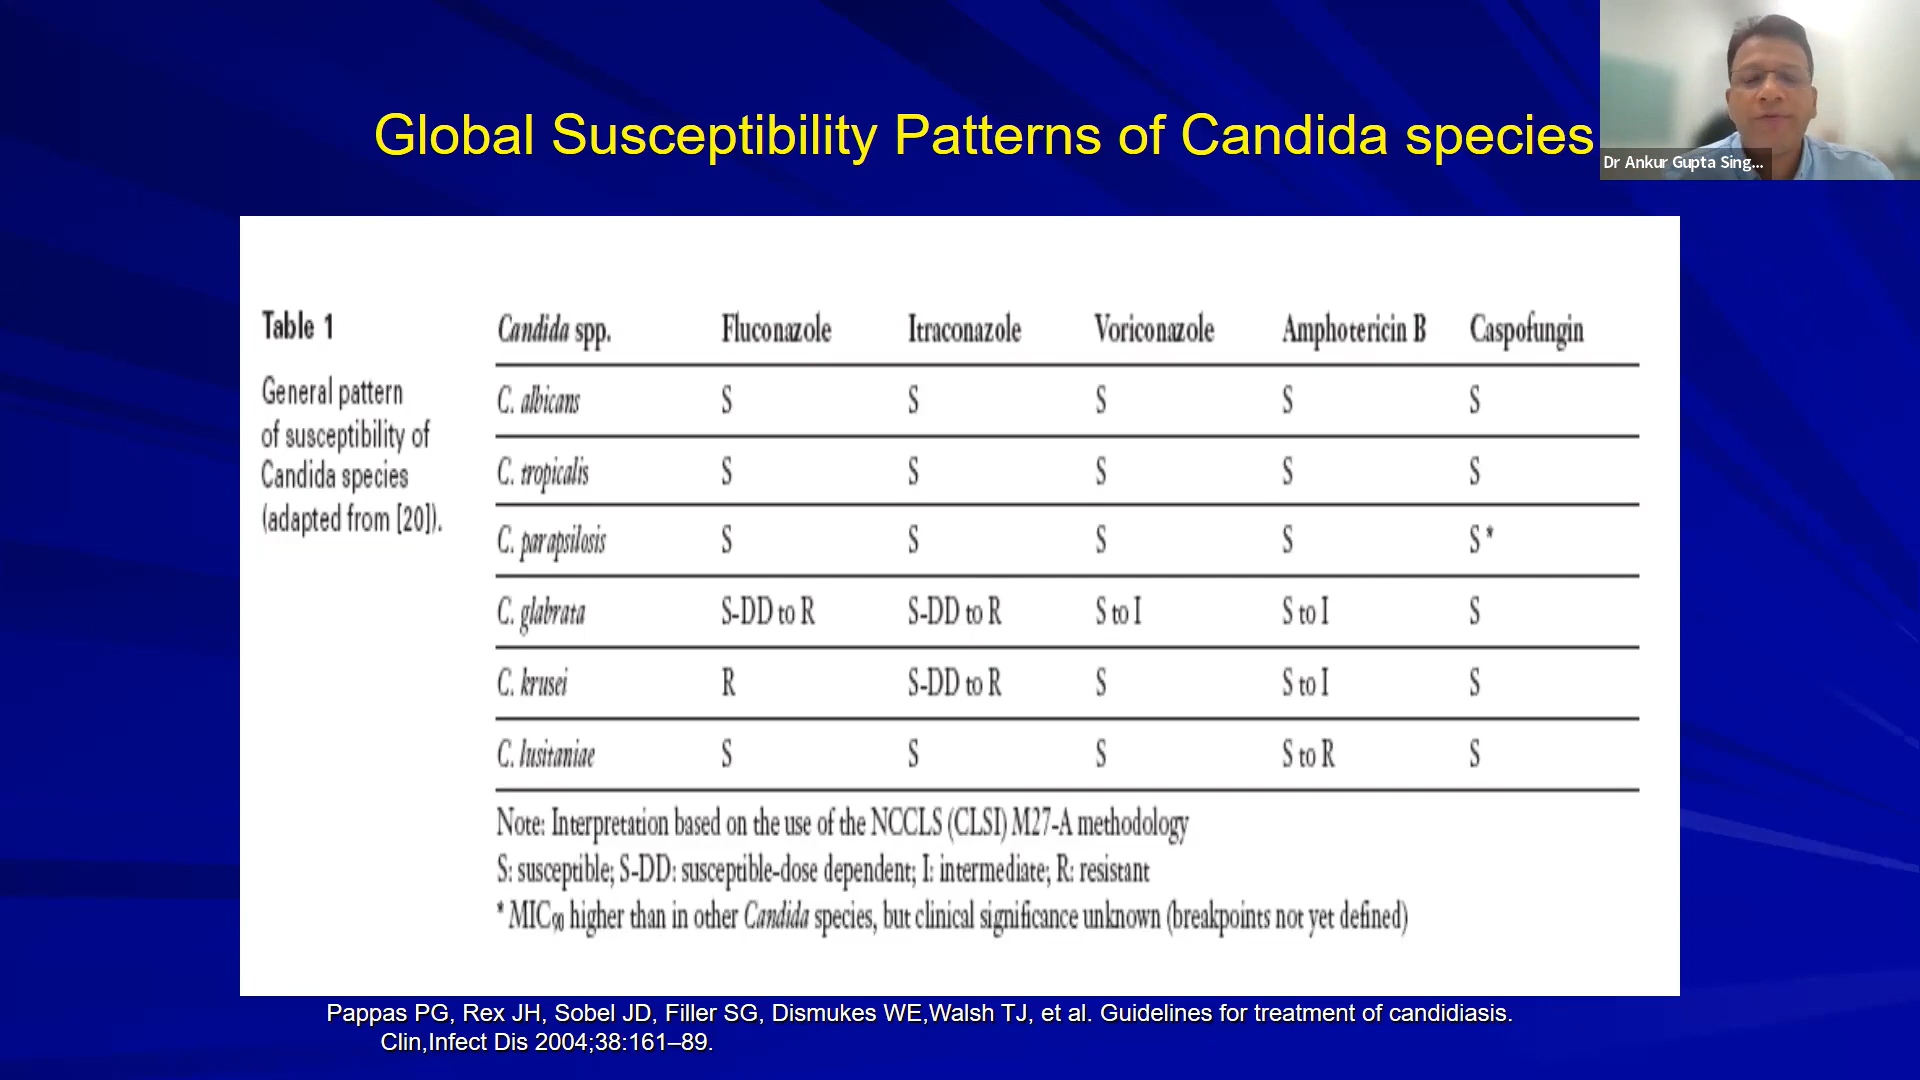 Global Susceptibility Patterns of Candida species
Dr Ankur Gupta Sing...
Table 1
General pattern
of susceptibility of
Candida species
(adapted from [20]).
Candida spp. Fluconazole Itraconazole Voriconazole Amphotericin B Caspofungin
C. albicans S S S S S
C. tropicalis S S S S S
C. parapsilosis S S S S S*
C. glabrata S-DD to R S-DD to R S to I S to I S
C. krusei R S-DD to R S S to I S
C. lusitaniae S S S S to R S
Note: Interpretation based on the use of the NCCLS (CLSI) M27-A methodology
S: susceptible; S-DD: susceptible-dose dependent; I: intermediate; R: resistant
* MIC90 higher than in other Candida species, but clinical significance unknown (breakpoints not yet defined)
Pappas PG, Rex JH, Sobel JD, Filler SG, Dismukes WE,Walsh TJ, et al. Guidelines for treatment of candidiasis.
Clin,Infect Dis 2004;38:161–89.